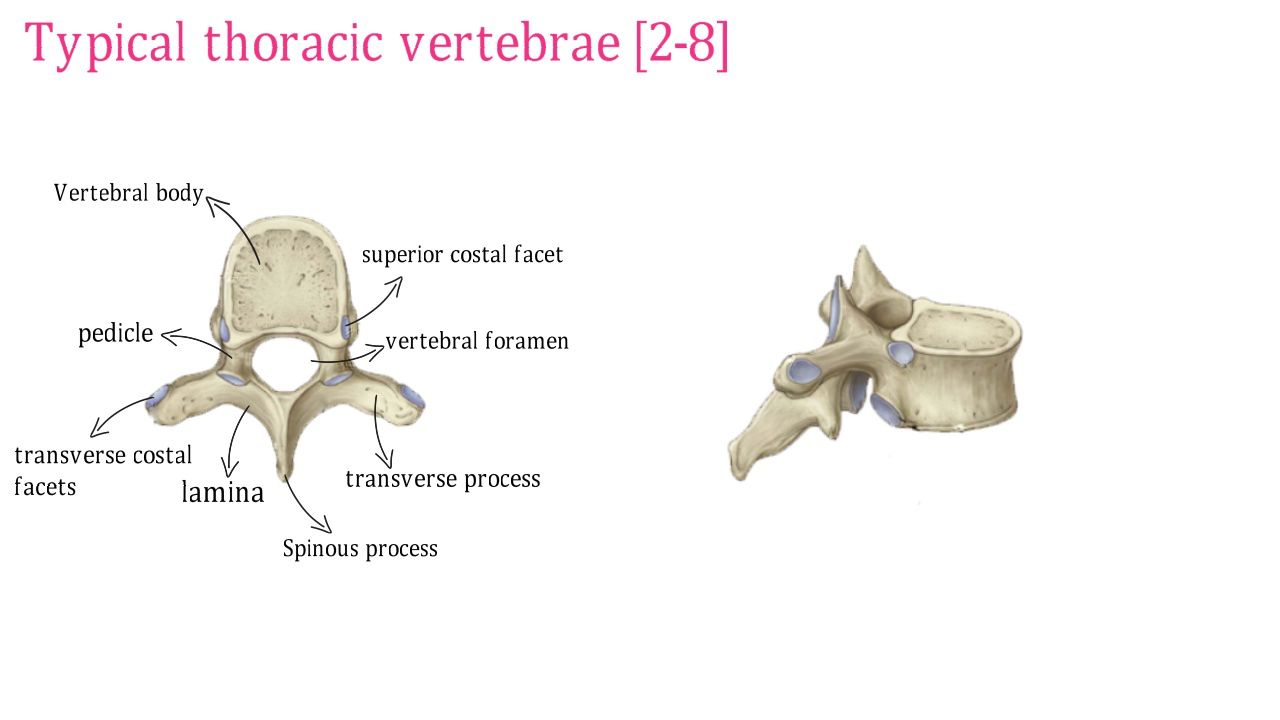 Typical thoracic vertebrae [2-8]
Vertebral body
superior costal facet
pedicle
vertebral foramen
transverse costal
facets
lamina
transverse process
Spinous process